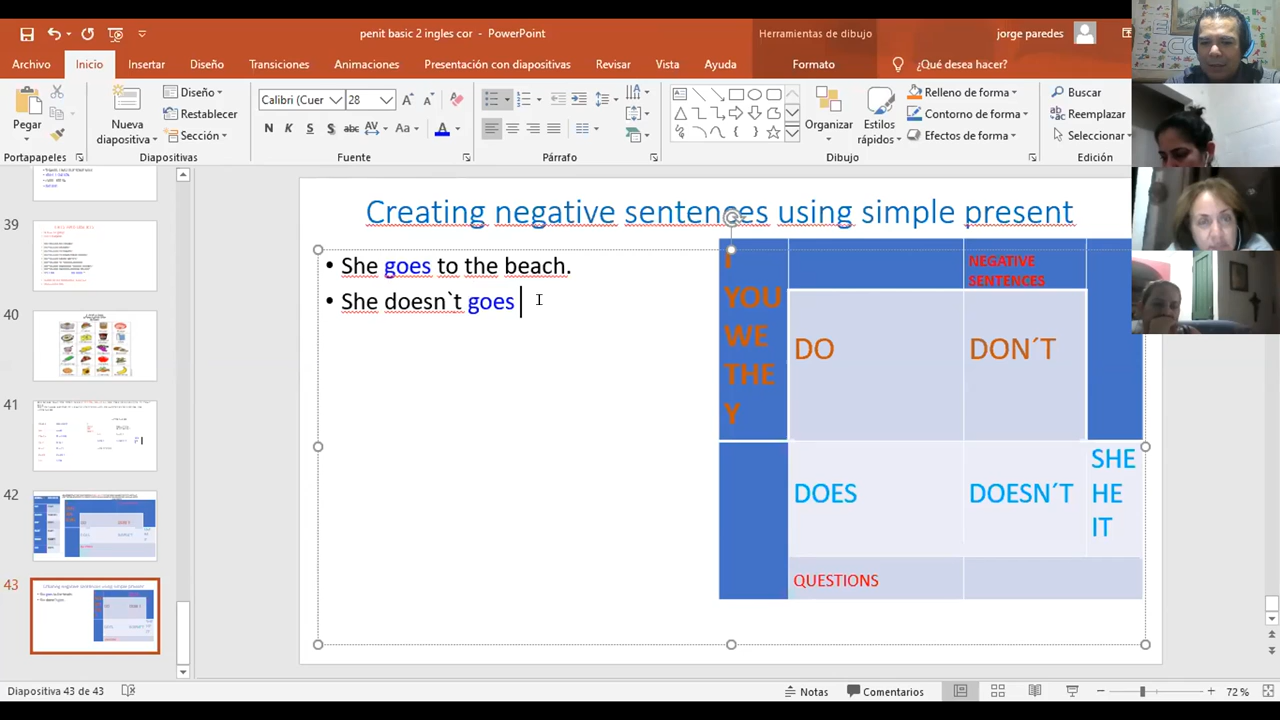 penit basic 2 ingles cor - PowerPoint
Herramientas de dibujo
jorge paredes
Archivo
Inicio
Insertar
Diseño
Transiciones
Animaciones
Presentación con diapositivas
Revisar
Vista
Ayuda
Formato
¿Qué desea hacer?
Pegar
Portapapeles
Nueva
diapositiva
Diseño
Restablecer
Sección
Diapositivas
Calibri (Cuer
28
N K S S abc AV Aa A
Fuente
Párrafo
Organizar
Estilos
rápidos
Relleno de forma
Contorno de forma
Efectos de forma
Dibujo
Buscar
Reemplazar
Seleccionar
Edición
39
40
41
42
43
Creating negative sentences using simple present
• She goes to the beach.
• She doesn`t goes
I
YOU
WE
THE
Y
NEGATIVE
SENTENCES
DO
DON´T
DOES
DOESN´T
SHE
HE
IT
QUESTIONS
Diapositiva 43 de 43
Notas
Comentarios
72 %